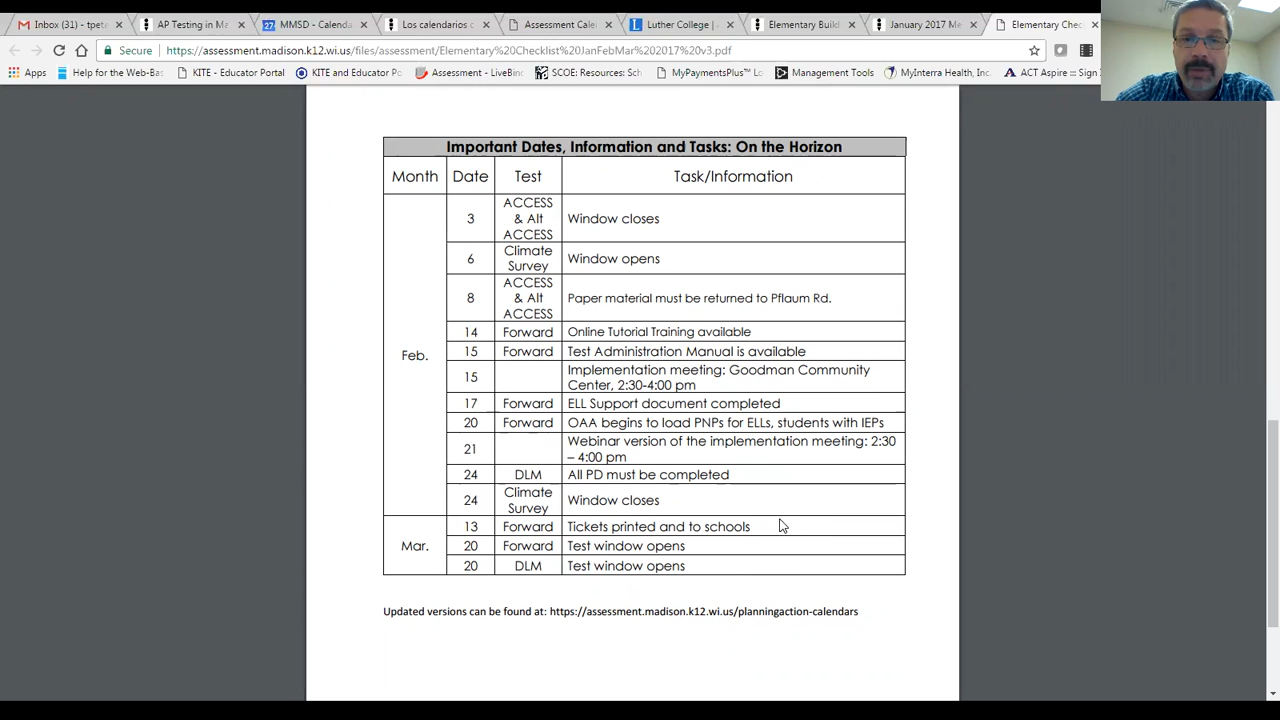 Inbox (31) - tpete
AP Testing in Ma
MMSD - Calenda
Los calendarios d
Assessment Cale
Luther College |
Elementary Build
January 2017 Me
Elementary Chec
Secure
https://assessment.madison.k12.wi.us/files/assessment/Elementary%20Checklist%20JanFebMar%202017%20v3.pdf
Apps
Help for the Web-Bas
KITE - Educator Portal
KITE and Educator Po
Assessment - LiveBin
SCOE: Resources: Sch
MyPaymentsPlus™ Lo
Management Tools
MyInterra Health, Inc.
ACT Aspire :: Sign
Important Dates, Information and Tasks: On the Horizon
Month Date Test Task/Information
Feb.
3 ACCESS & Alt ACCESS Window closes
6 Climate Survey Window opens
8 ACCESS & Alt ACCESS Paper material must be returned to Pflaum Rd.
14 Forward Online Tutorial Training available
15 Forward Test Administration Manual is available
15 Implementation meeting: Goodman Community
Center, 2:30-4:00 pm
17 Forward ELL Support document completed
20 Forward OAA begins to load PNPs for ELLs, students with IEPs
21 Webinar version of the implementation meeting: 2:30
– 4:00 pm
24 DLM All PD must be completed
24 Climate Survey Window closes
Mar.
13 Forward Tickets printed and to schools
20 Forward Test window opens
20 DLM Test window opens
Updated versions can be found at: https://assessment.madison.k12.wi.us/planningaction-calendars